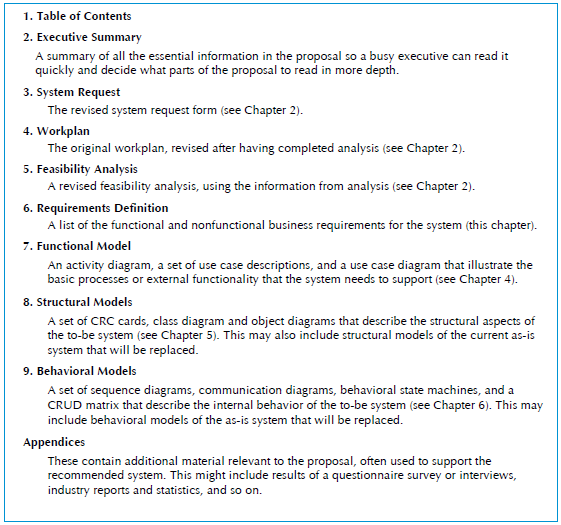 1. Table of Contents
2. Executive Summary
A summary of all the essential information in the proposal so a busy executive can read it
quickly and decide what parts of the proposal to read in more depth.
3. System Request
The revised system request form (see Chapter 2).
4. Workplan
The original workplan, revised after having completed analysis (see Chapter 2).
5. Feasibility Analysis
A revised feasibility analysis, using the information from analysis (see Chapter 2).
6. Requirements Definition
A list of the functional and nonfunctional business requirements for the system (this chapter).
7. Functional Model
An activity diagram, a set of use case descriptions, and a use case diagram that illustrate the
basic processes or external functionality that the system needs to support (see Chapter 4).
8. Structural Models
A set of CRC cards, class diagram and object diagrams that describe the structural aspects of
the to-be system (see Chapter 5). This may also include structural models of the current as-is
system that will be replaced.
9. Behavioral Models
A set of sequence diagrams, communication diagrams, behavioral state machines, and a
CRUD matrix that describe the internal behavior of the to-be system (see Chapter 6). This may
include behavioral models of the as-is system that will be replaced.
Appendices
These contain additional material relevant to the proposal, often used to support the
recommended system. This might include results of a questionnaire survey or interviews,
industry reports and statistics, and so on.